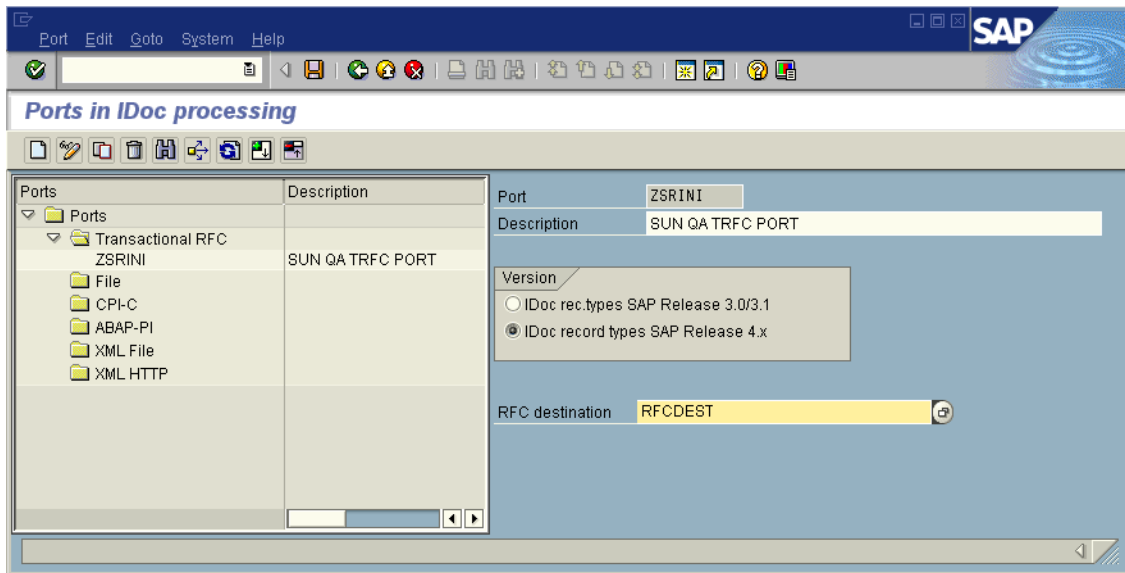 Port Edit Goto System Help
SAP
Ports in IDoc processing
Ports Description
Ports
Transactional RFC
ZSRINI SUN QA TRFC PORT
File
CPI-C
ABAP-PI
XML File
XML HTTP
Port ZSRINI
Description SUN QA TRFC PORT
Version
IDoc rec.types SAP Release 3.0/3.1
IDoc record types SAP Release 4.x
RFC destination RFCDEST